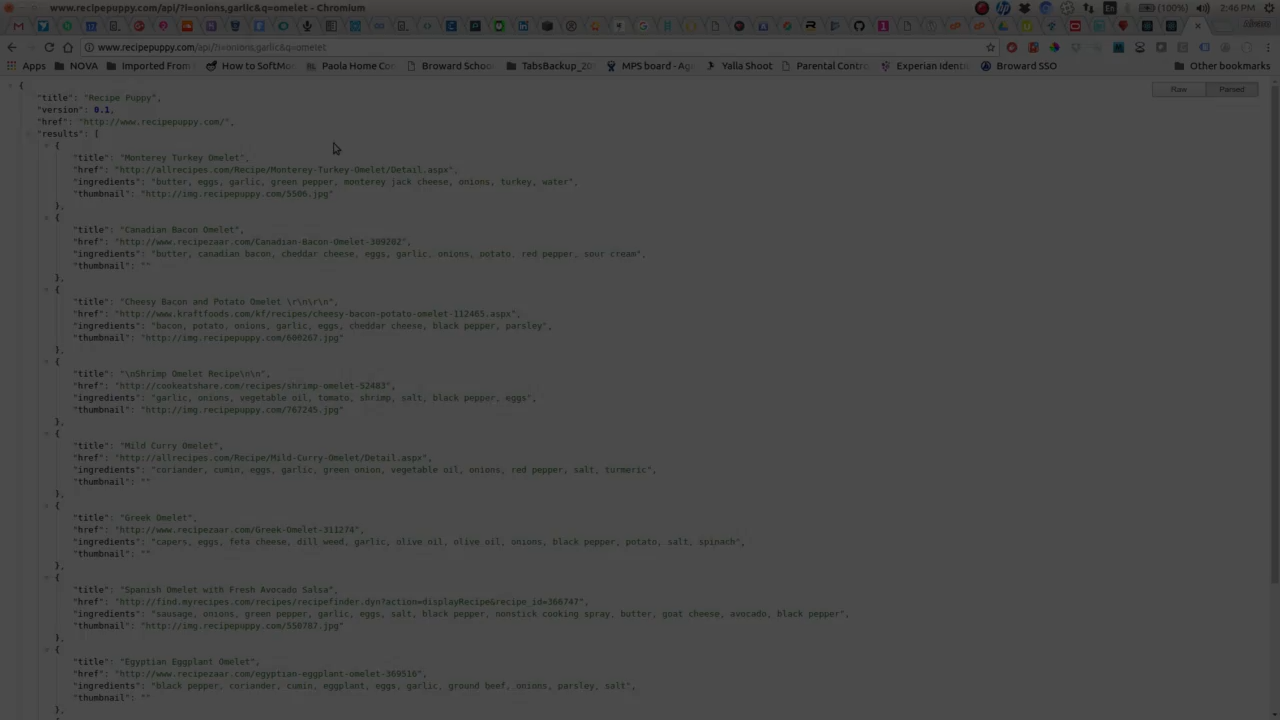 www.recipepuppy.com/api/?i=onions,garlic&q=omelet - Chromium
En
(100%)
2:46 PM
www.recipepuppy.com/api/?i=onions,garlic&q=omelet
Apps
NOVA
Imported From
How to SoftMo
Paola Home Co
Broward Schoo
TabsBackup_20
MPS board - Age
Yalla Shoot
Parental Contro
Experian Identi
Broward SSO
Other bookmarks
Raw
Parsed
{
"title": "Recipe Puppy",
"version": 0.1,
"href": "http://www.recipepuppy.com/",
"results": [
{
"title": "Monterey Turkey Omelet",
"href": "http://allrecipes.com/Recipe/Monterey-Turkey-Omelet/Detail.aspx",
"ingredients": "butter, eggs, garlic, green pepper, monterey jack cheese, onions, turkey, water",
"thumbnail": "http://img.recipepuppy.com/5506.jpg"
},
{
"title": "Canadian Bacon Omelet",
"href": "http://www.recipezaar.com/Canadian-Bacon-Omelet-309202",
"ingredients": "butter, canadian bacon, cheddar cheese, eggs, garlic, onions, potato, red pepper, sour cream",
"thumbnail": ""
},
{
"title": "Cheesy Bacon and Potato Omelet \r\n\r\n",
"href": "http://www.kraftfoods.com/kf/recipes/cheesy-bacon-potato-omelet-112465.aspx",
"ingredients": "bacon, potato, onions, garlic, eggs, cheddar cheese, black pepper, parsley",
"thumbnail": "http://img.recipepuppy.com/600267.jpg"
},
{
"title": "\nShrimp Omelet Recipe\n\n",
"href": "http://cookeatshare.com/recipes/shrimp-omelet-52483",
"ingredients": "garlic, onions, vegetable oil, tomato, shrimp, salt, black pepper, eggs",
"thumbnail": "http://img.recipepuppy.com/767245.jpg"
},
{
"title": "Mild Curry Omelet",
"href": "http://allrecipes.com/Recipe/Mild-Curry-Omelet/Detail.aspx",
"ingredients": "coriander, cumin, eggs, garlic, green onion, vegetable oil, onions, red pepper, salt, turmeric",
"thumbnail": ""
},
{
"title": "Greek Omelet",
"href": "http://www.recipezaar.com/Greek-Omelet-311274",
"ingredients": "capers, eggs, feta cheese, dill weed, garlic, olive oil, olive oil, onions, black pepper, potato, salt, spinach",
"thumbnail": ""
},
{
"title": "Spanish Omelet with Fresh Avocado Salsa",
"href": "http://find.myrecipes.com/recipes/recipefinder.dyn?action=displayRecipe&recipe_id=366747",
"ingredients": "sausage, onions, green pepper, garlic, eggs, salt, black pepper, nonstick cooking spray, butter, goat cheese, avocado, black pepper",
"thumbnail": "http://img.recipepuppy.com/550787.jpg"
},
{
"title": "Egyptian Eggplant Omelet",
"href": "http://www.recipezaar.com/egyptian-eggplant-omelet-369516",
"ingredients": "black pepper, coriander, cumin, eggplant, eggs, garlic, ground beef, onions, parsley, salt",
"thumbnail": ""
},